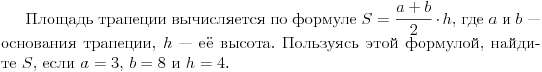 Площадь трапеции вычисляется по формуле S = \frac{a + b}{2} · h, где a и b —
основания трапеции, h — её высота. Пользуясь этой формулой, найди-
те S, если a = 3, b = 8 и h = 4.